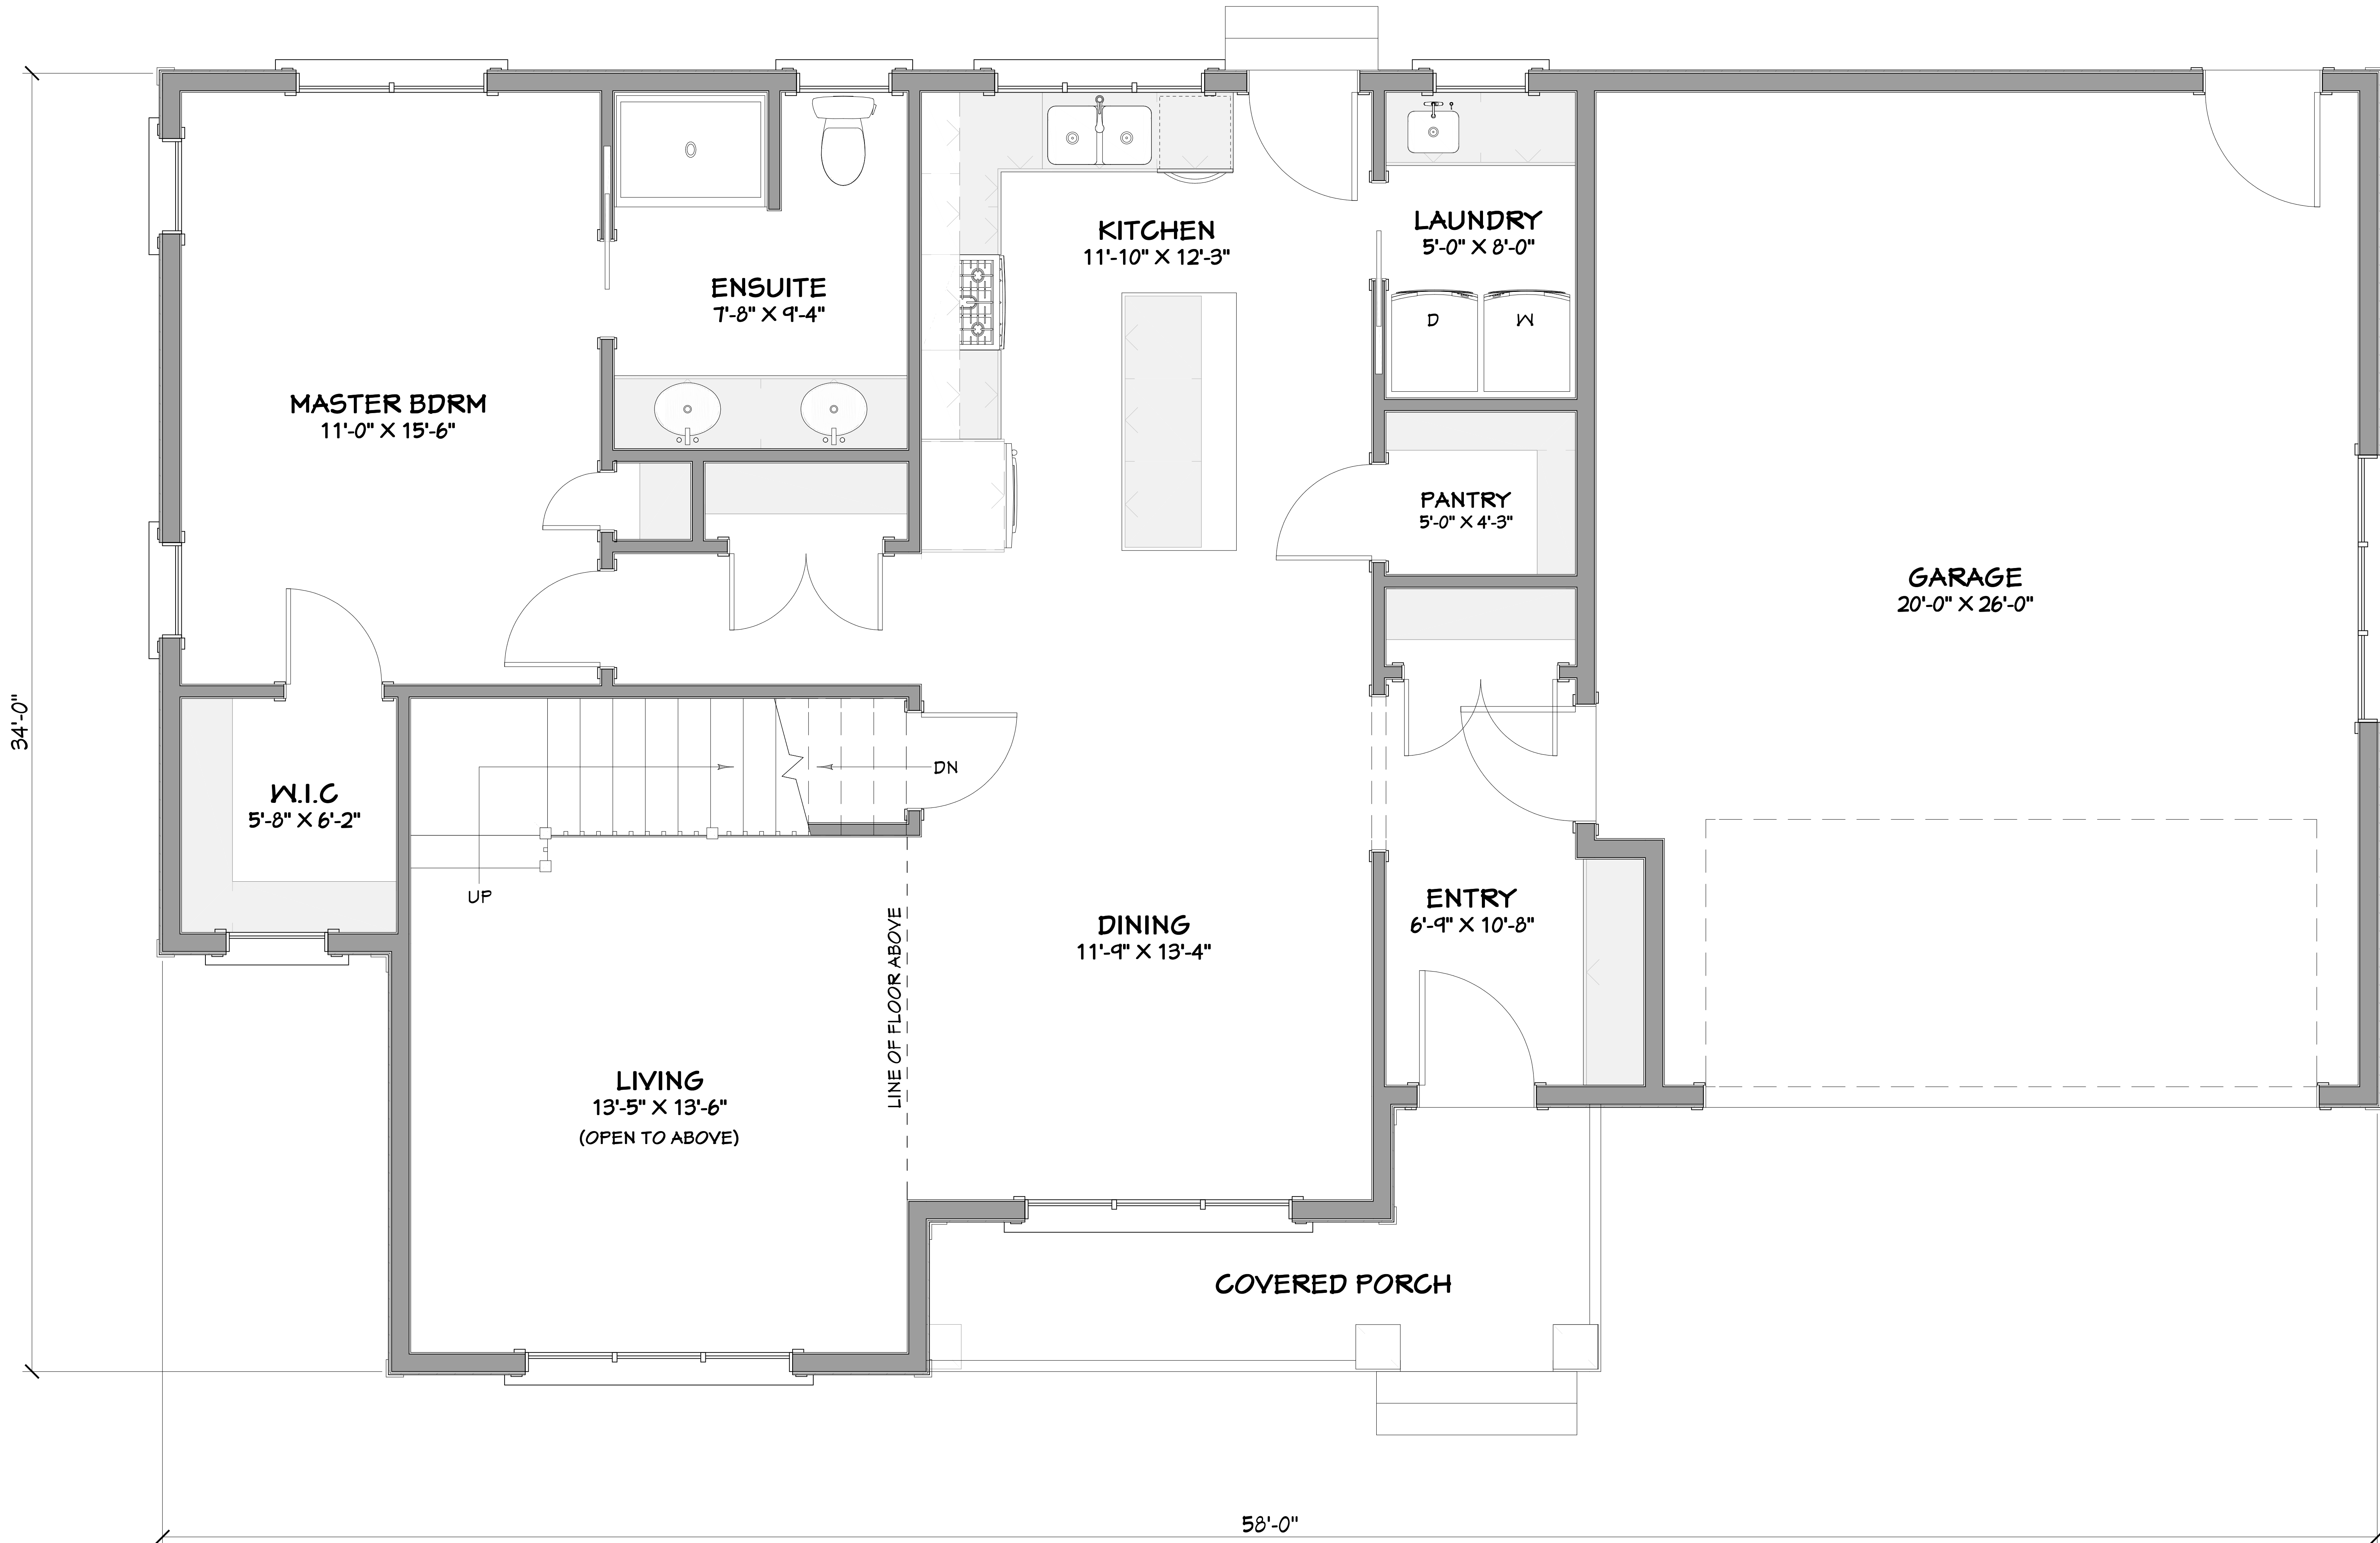 KITCHEN
11'-10" X 12'-3"
LAUNDRY
5'-0" X 8'-0"
D
W
ENSUITE
7'-8" X 9'-4"
MASTER BDRM
11'-0" X 15'-6"
PANTRY
5'-0" X 4'-3"
GARAGE
20'-0" X 26'-0"
34'-0"
W.I.C
5'-8" X 6'-2"
DN
UP
ENTRY
6'-9" X 10'-8"
DINING
11'-9" X 13'-4"
LINE OF FLOOR ABOVE
LIVING
13'-5" X 13'-6"
(OPEN TO ABOVE)
COVERED PORCH
58'-0"